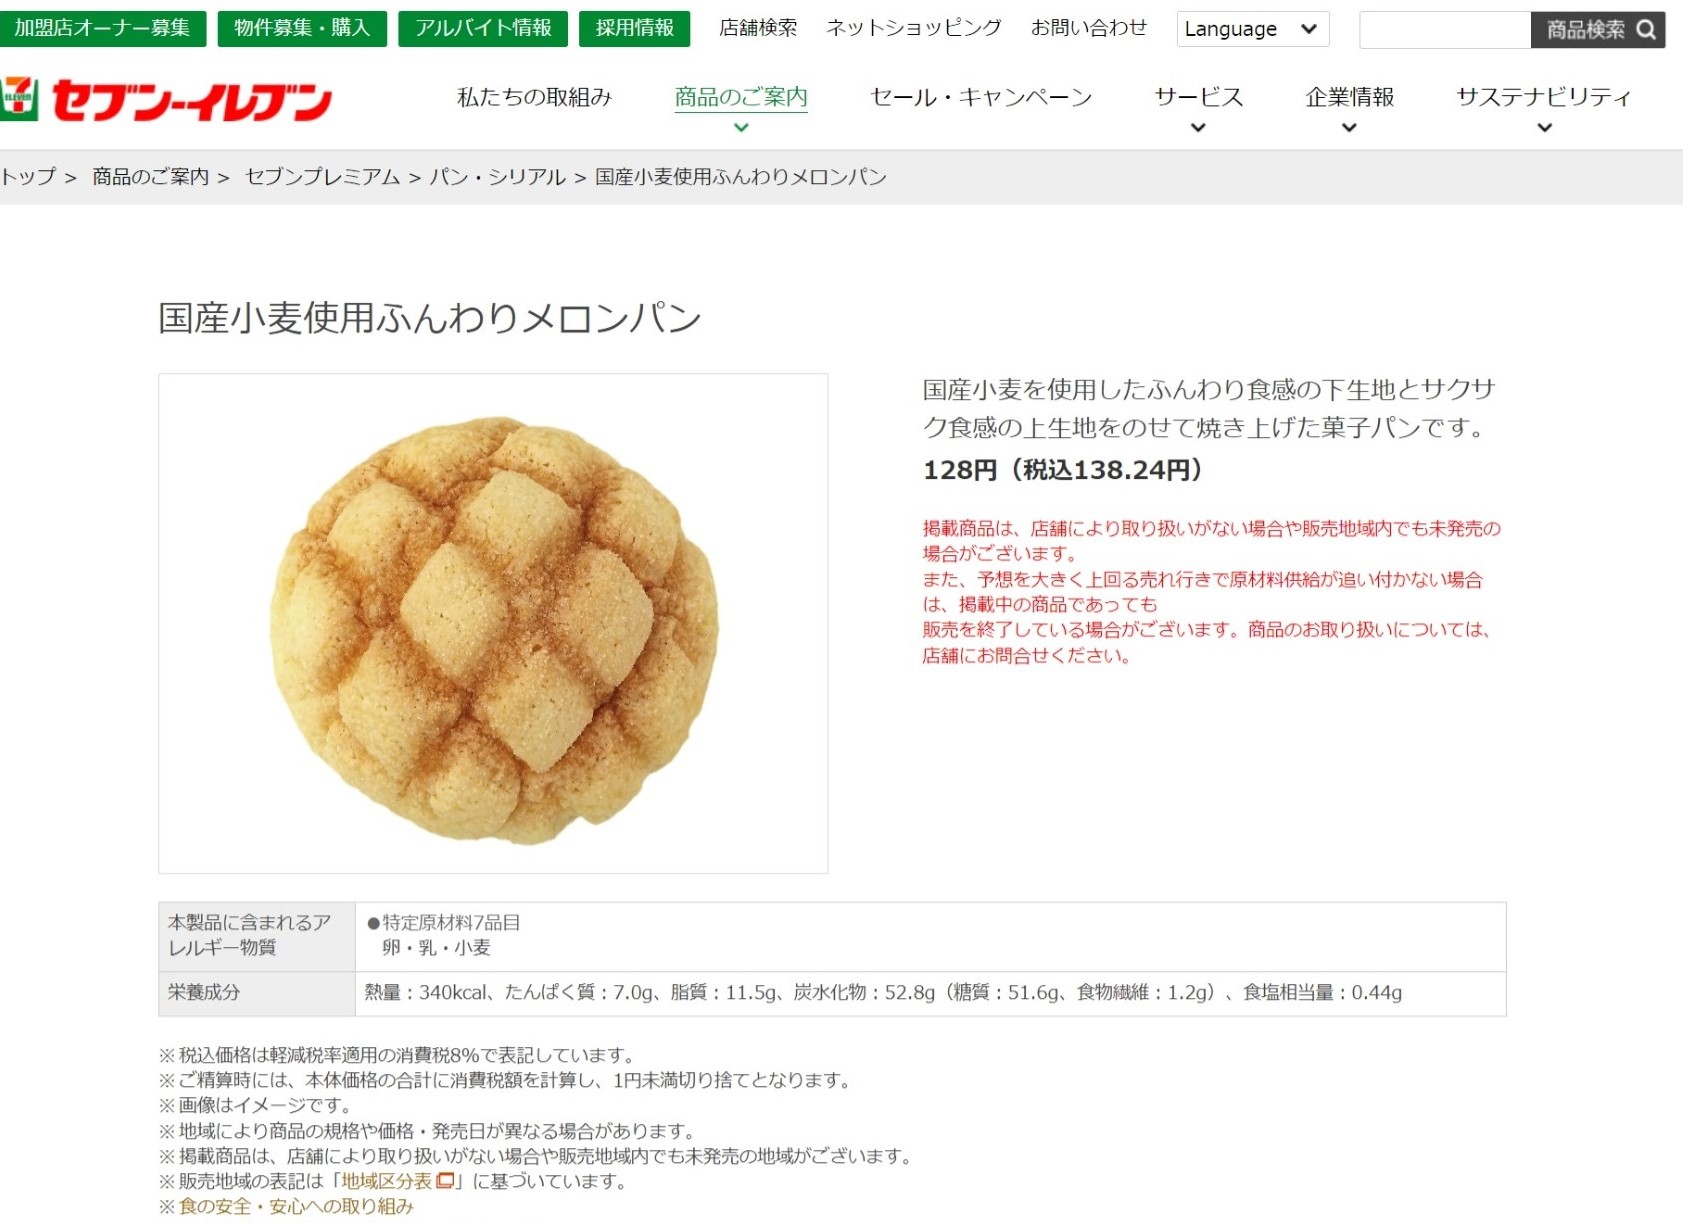 加盟店オーナー募集 物件募集・購入 アルバイト情報 採用情報 店舗検索 ネットショッピング お問い合わせ Language 商品検索
7 ELEVEn セブン-イレブン 私たちの取組み 商品のご案内 セール・キャンペーン サービス 企業情報 サステナビリティ
トップ > 商品のご案内 > セブンプレミアム > パン・シリアル > 国産小麦使用ふんわりメロンパン
国産小麦使用ふんわりメロンパン
国産小麦を使用したふんわり食感の下生地とサクサ
ク食感の上生地をのせて焼き上げた菓子パンです。
128円（税込138.24円）
掲載商品は、店舗により取り扱いがない場合や販売地域内でも未発売の
場合がございます。
また、予想を大きく上回る売れ行きで原材料供給が追い付かない場合
は、掲載中の商品であっても
販売を終了している場合がございます。商品のお取り扱いについては、
店舗にお問合せください。
本製品に含まれるア
レルギー物質
●特定原材料7品目
卵・乳・小麦
栄養成分 熱量：340kcal、たんぱく質：7.0g、脂質：11.5g、炭水化物：52.8g（糖質：51.6g、食物繊維：1.2g）、食塩相当量：0.44g
※税込価格は軽減税率適用の消費税8%で表記しています。
※ご精算時には、本体価格の合計に消費税額を計算し、1円未満切り捨てとなります。
※画像はイメージです。
※地域により商品の規格や価格・発売日が異なる場合があります。
※掲載商品は、店舗により取り扱いがない場合や販売地域内でも未発売の地域がございます。
※販売地域の表記は「地域区分表」に基づいています。
※食の安全・安心への取り組み